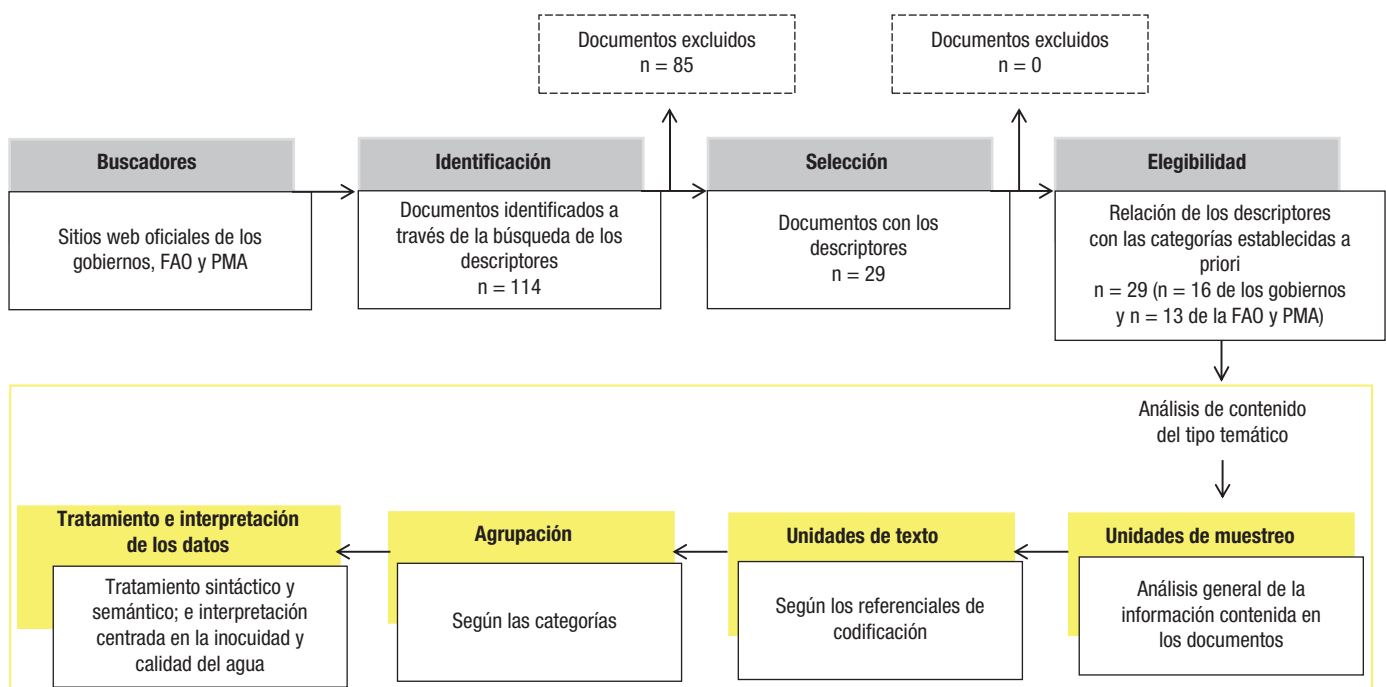 Documentos excluidos
n = 85
Documentos excluidos
n = 0
Buscadores
Sitios web oficiales de los
gobiernos, FAO y PMA
Identificación
Documentos identificados a
través de la búsqueda de los
descriptores
n = 114
Selección
Documentos con los
descriptores
n = 29
Elegibilidad
Relación de los descriptores
con las categorías establecidas a
priori
n = 29 (n = 16 de los gobiernos
y n = 13 de la FAO y PMA)
Análisis de contenido
del tipo temático
Unidades de muestreo
Análisis general de la
información contenida en
los documentos
Unidades de texto
Según los referenciales de
codificación
Agrupación
Según las categorías
Tratamiento e interpretación
de los datos
Tratamiento sintáctico y
semántico; e interpretación
centrada en la inocuidad y
calidad del agua